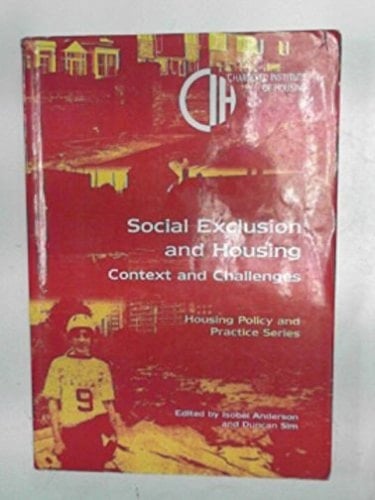 CIH
CHARTERED INSTITUTE
OF HOUSING
Social Exclusion
and Housing
Context and Challenges
Housing Policy and
Practice Series
Edited by Isobel Anderson
and Duncan Sim
9